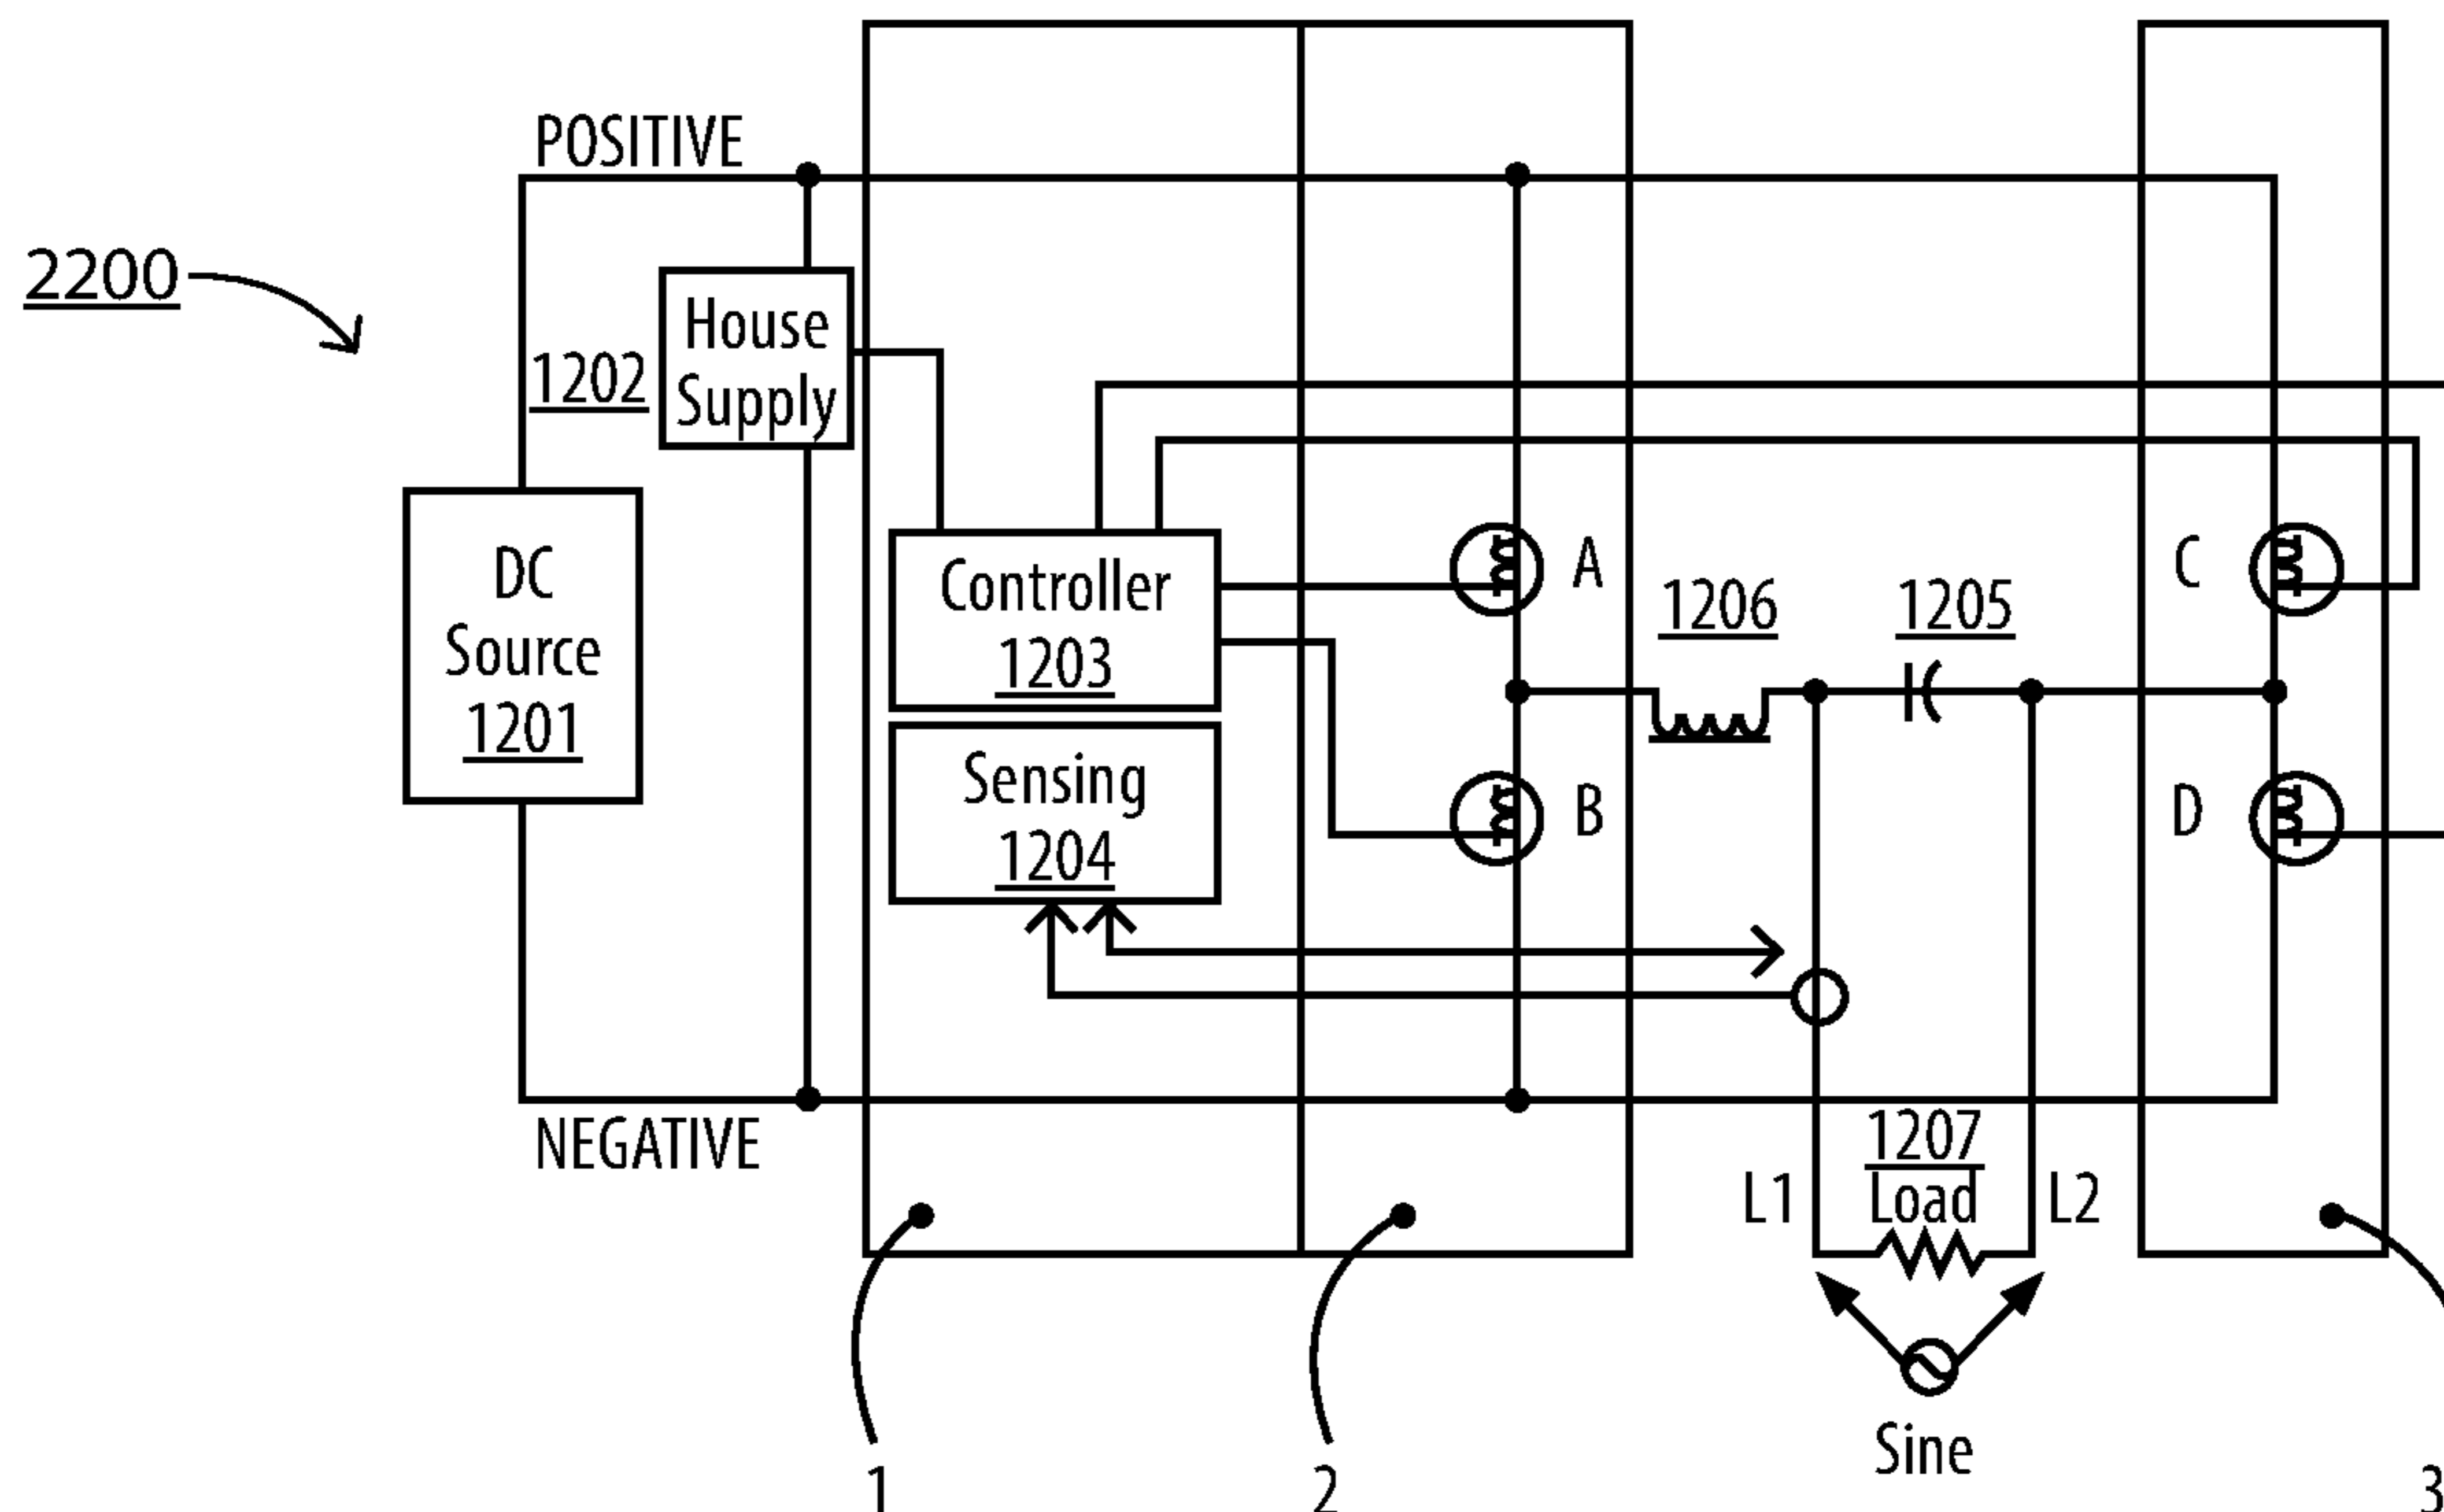 POSITIVE
2200
1202
House
Supply
DC
Source
1201
Controller
1203
Sensing
1204
A
B
1206
1205
C
D
NEGATIVE
1207
L1
Load
L2
Sine
1
2
3